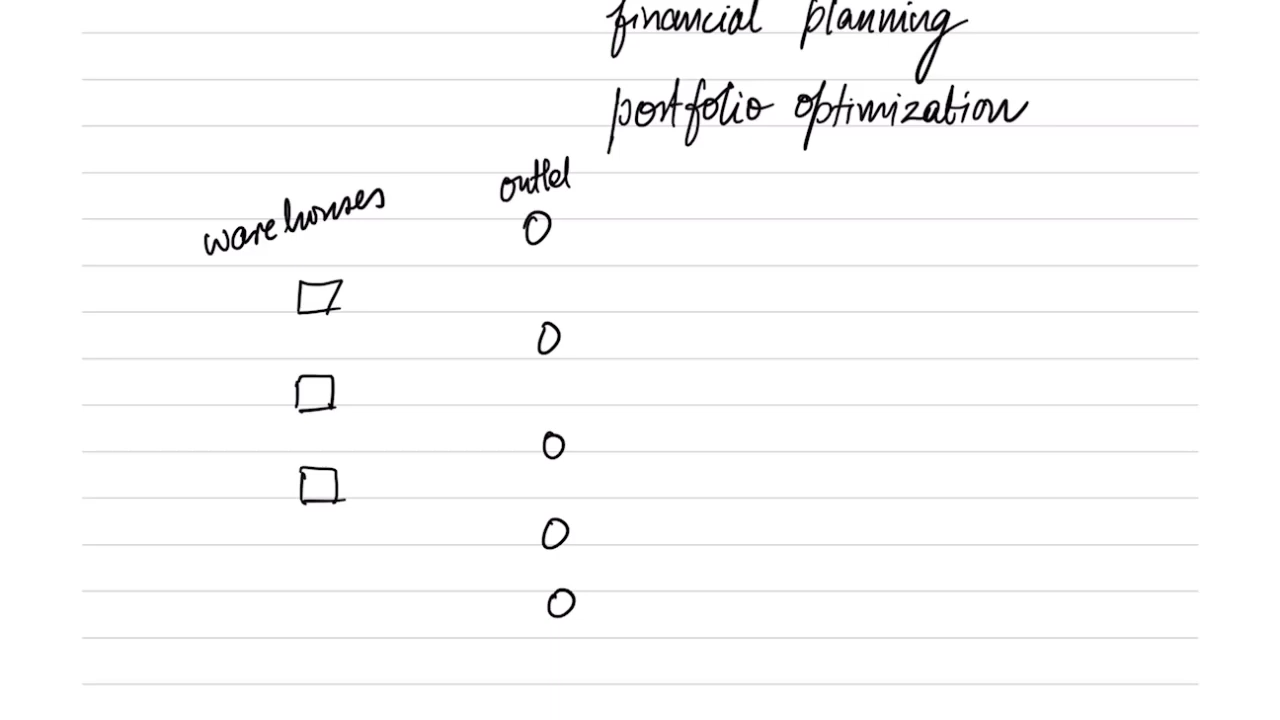 financial planning
portfolio optimization
outlet
warehouses